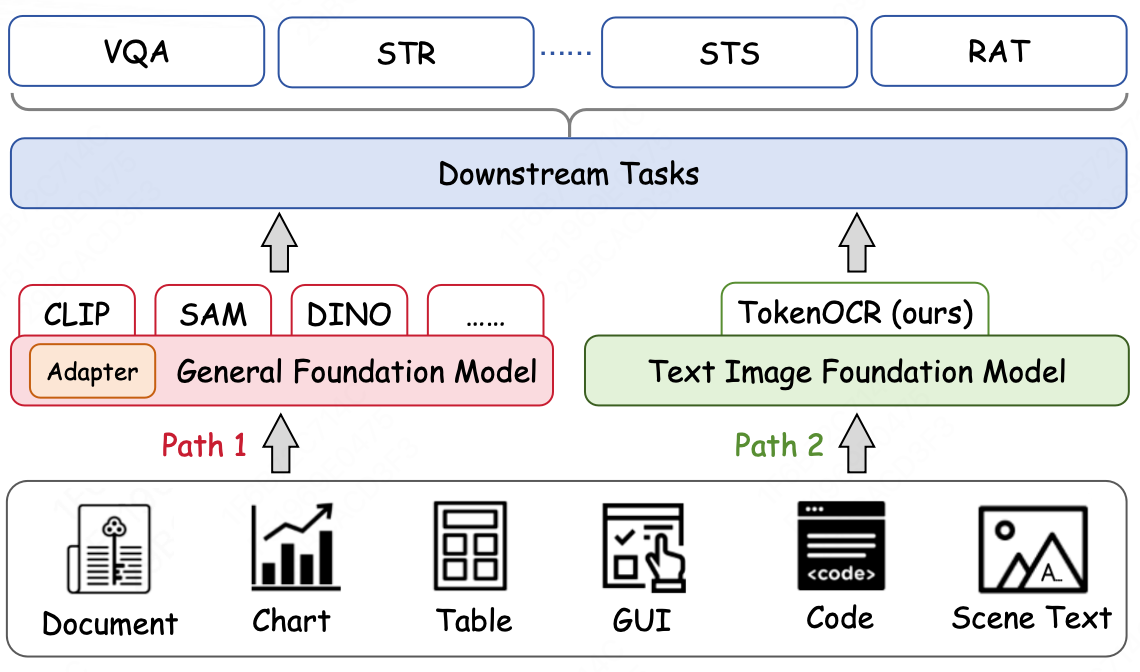 VQA
STR
......
STS
RAT
Downstream Tasks
CLIP
SAM
DINO
......
TokenOCR (ours)
Adapter
General Foundation Model
Text Image Foundation Model
Path 1
Path 2
<code>
A..
Document
Chart
Table
GUI
Code
Scene Text